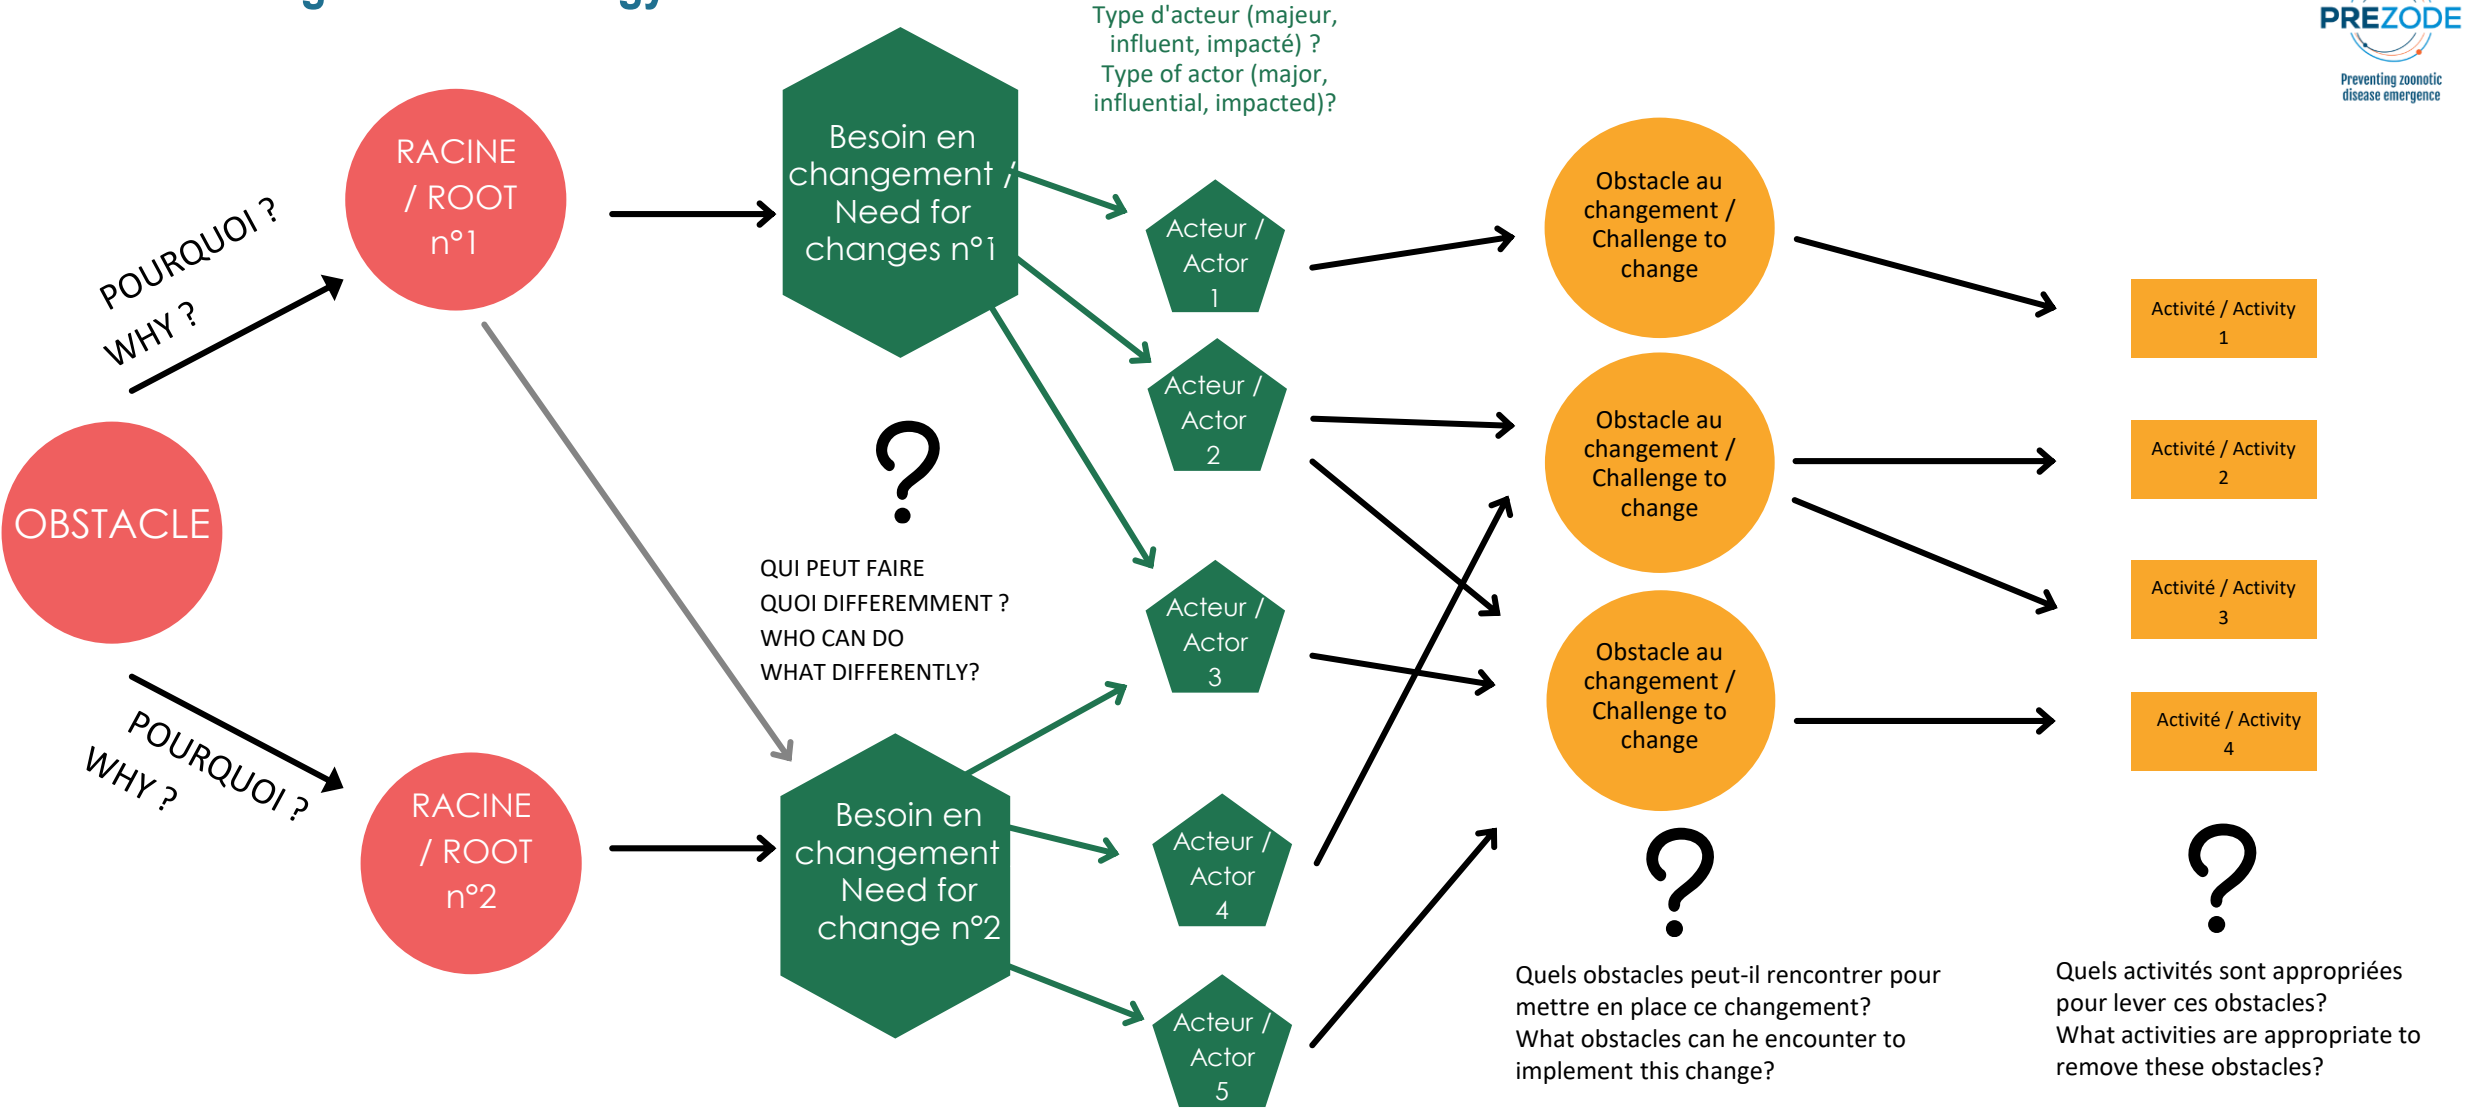 Type d'acteur (majeur,
influent, impacté) ?
Type of actor (major,
influential, impacted)?
PREZODE
Preventing zoonotic
disease emergence
OBSTACLE
POURQUOI ?
WHY ?
POURQUOI ?
WHY ?
RACINE
/ ROOT
n°1
RACINE
/ ROOT
n°2
Besoin en
changement /
Need for
changes n°1
QUI PEUT FAIRE
QUOI DIFFEREMMENT ?
WHO CAN DO
WHAT DIFFERENTLY?
Besoin en
changement
Need for
change n°2
Acteur /
Actor
1
Acteur /
Actor
2
Acteur /
Actor
3
Acteur /
Actor
4
Acteur /
Actor
5
Obstacle au
changement /
Challenge to
change
Obstacle au
changement /
Challenge to
change
Obstacle au
changement /
Challenge to
change
?
?
?
Quels obstacles peut-il rencontrer pour
mettre en place ce changement?
What obstacles can he encounter to
implement this change?
Activité / Activity
1
Activité / Activity
2
Activité / Activity
3
Activité / Activity
4
Quels activités sont appropriées
pour lever ces obstacles?
What activities are appropriate to
remove these obstacles?